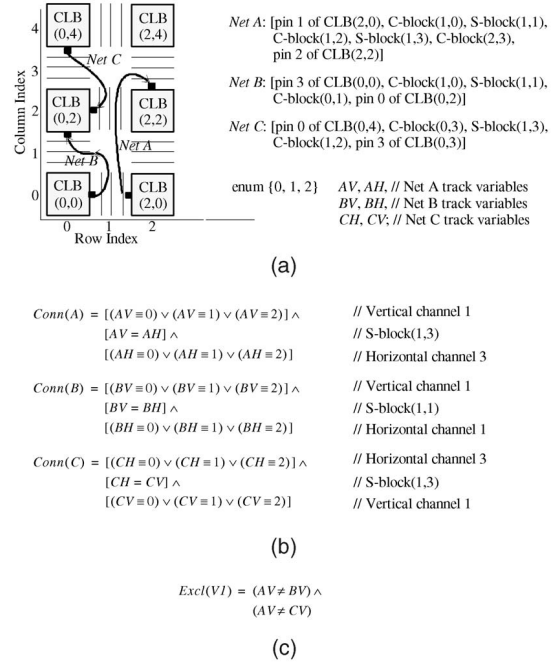 4
CLB
(0,4)
CLB
(2,4)
Net C
3
Column Index
2
CLB
(0,2)
CLB
(2,2)
Net A
1
Net B
0
CLB
(0,0)
CLB
(2,0)
0 1 2
Row Index
Net A: [pin 1 of CLB(2,0), C-block(1,0), S-block(1,1),
C-block(1,2), S-block(1,3), C-block(2,3),
pin 2 of CLB(2,2)]
Net B: [pin 3 of CLB(0,0), C-block(1,0), S-block(1,1),
C-block(0,1), pin 0 of CLB(0,2)]
Net C: [pin 0 of CLB(0,4), C-block(0,3), S-block(1,3),
C-block(1,2), pin 3 of CLB(0,3)]
enum {0, 1, 2} AV, AH, // Net A track variables
BV, BH, // Net B track variables
CH, CV; // Net C track variables
(a)
Conn(A) = [(AV≡0) ∨ (AV≡1) ∨ (AV≡2)] ∧ // Vertical channel 1
[AV = AH] ∧ // S-block(1,3)
[(AH≡0) ∨ (AH≡1) ∨ (AH≡2)] // Horizontal channel 3
Conn(B) = [(BV≡0) ∨ (BV≡1) ∨ (BV≡2)] ∧ // Vertical channel 1
[BV = BH] ∧ // S-block(1,1)
[(BH≡0) ∨ (BH≡1) ∨ (BH≡2)] // Horizontal channel 1
Conn(C) = [(CH≡0) ∨ (CH≡1) ∨ (CH≡2)] ∧ // Horizontal channel 3
[CH = CV] ∧ // S-block(1,3)
[(CV≡0) ∨ (CV≡1) ∨ (CV≡2)] // Vertical channel 1
(b)
Excl(V1) = (AV≠BV) ∧
(AV≠CV)
(c)